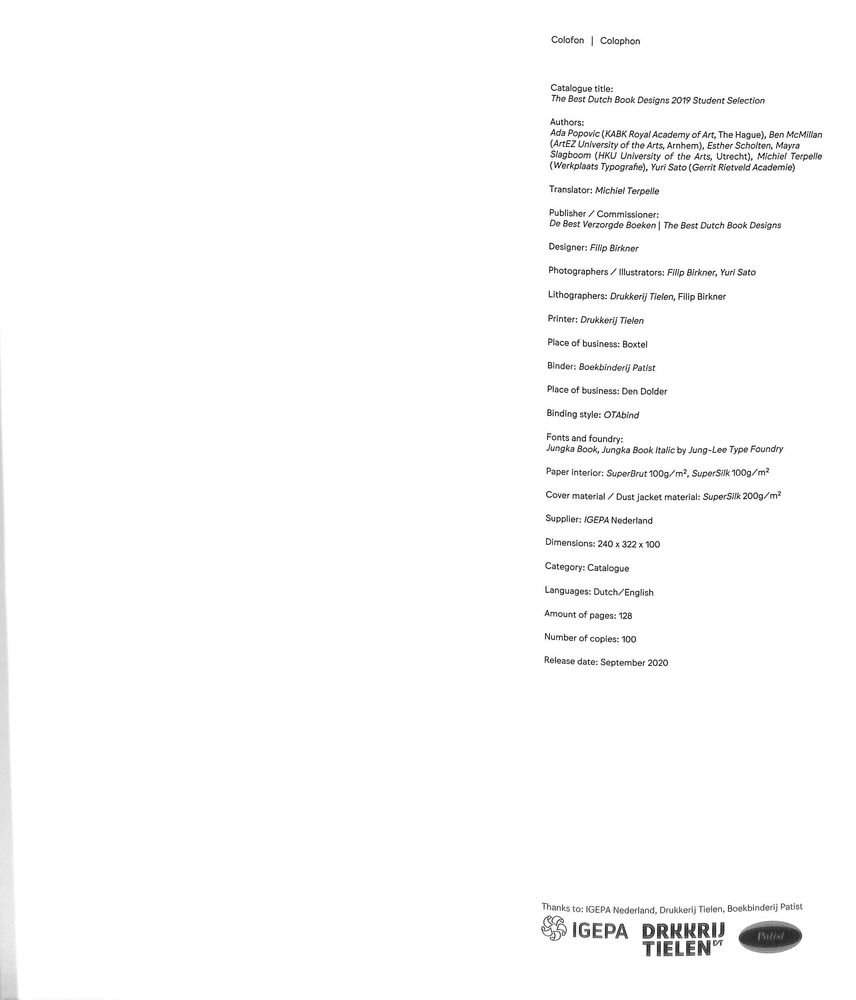 Colofon | Colophon
Catalogue title:
The Best Dutch Book Designs 2019 Student Selection
Authors:
Ada Popovic (KABK Royal Academy of Art, The Hague), Ben McMillan
(ArtEZ University of the Arts, Arnhem), Esther Scholten, Mayra
Slagboom (HKU University of the Arts, Utrecht), Michiel Terpelle
(Werkplaats Typografie), Yuri Sato (Gerrit Rietveld Academie)
Translator: Michiel Terpelle
Publisher / Commissioner:
De Best Verzorgde Boeken | The Best Dutch Book Designs
Designer: Filip Birkner
Photographers / Illustrators: Filip Birkner, Yuri Sato
Lithographers: Drukkerij Tielen, Filip Birkner
Printer: Drukkerij Tielen
Place of business: Boxtel
Binder: Boekbinderij Patist
Place of business: Den Dolder
Binding style: OTAbind
Fonts and foundry:
Jungka Book, Jungka Book Italic by Jung-Lee Type Foundry
Paper interior: SuperBrut 100g/m², SuperSilk 100g/m²
Cover material / Dust jacket material: SuperSilk 200g/m²
Supplier: IGEPA Nederland
Dimensions: 240 x 322 x 100
Category: Catalogue
Languages: Dutch/English
Amount of pages: 128
Number of copies: 100
Release date: September 2020
Thanks to: IGEPA Nederland, Drukkerij Tielen, Boekbinderij Patist
IGEPA DRKKRIJ Patist
TIELEN DT